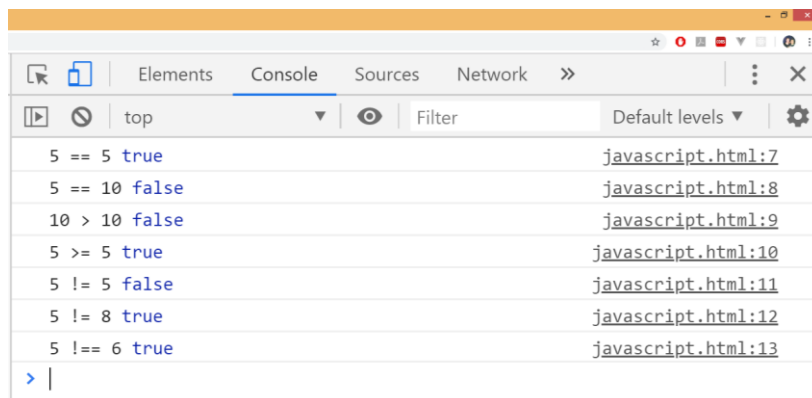 Elements Console Sources Network »
top Filter Default levels
5 == 5 true javascript.html:7
5 == 10 false javascript.html:8
10 > 10 false javascript.html:9
5 >= 5 true javascript.html:10
5 != 5 false javascript.html:11
5 != 8 true javascript.html:12
5 !== 6 true javascript.html:13
>